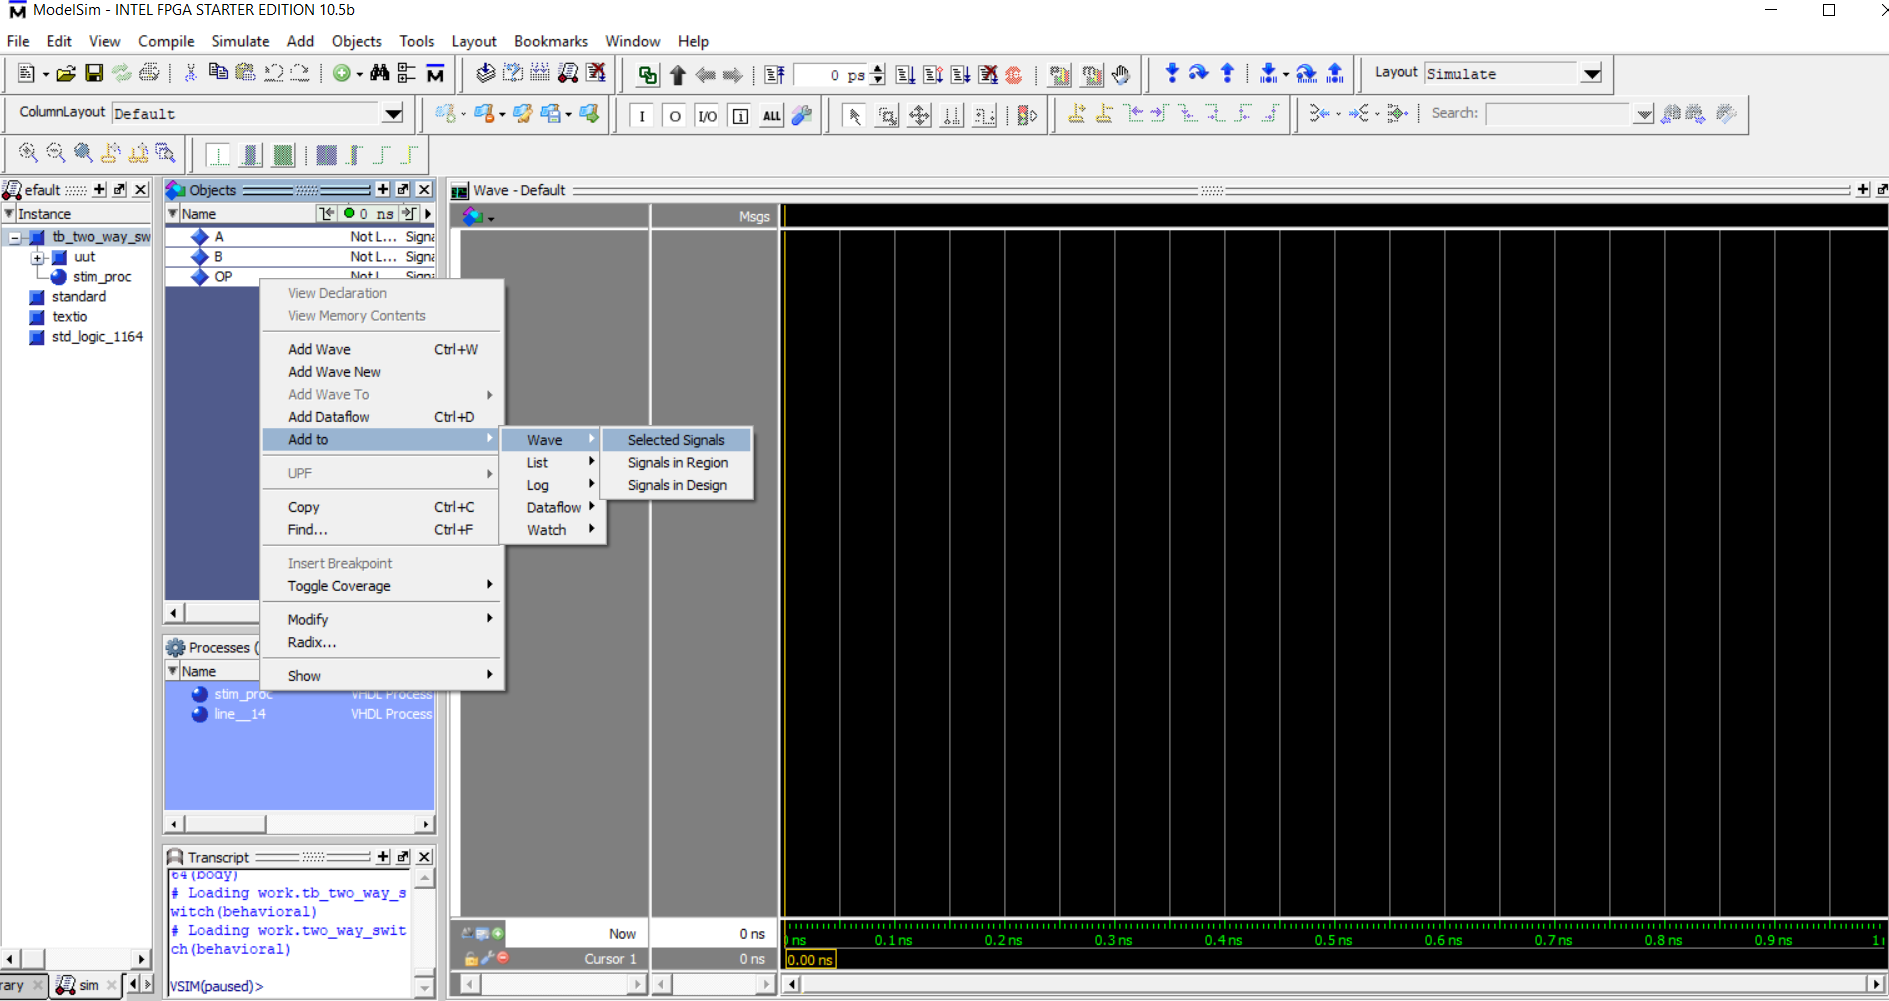 ModelSim - INTEL FPGA STARTER EDITION 10.5b
File Edit View Compile Simulate Add Objects Tools Layout Bookmarks Window Help
0 ps
Layout Simulate
ColumnLayout Default
I O I/O ALL
Search:
efault
Instance
tb_two_way_sw
uut
stim_proc
standard
textio
std_logic_1164
rary
sim
Objects
Name 0 ns
A Not L... Signa
B Not L... Signa
OP Not L Signa
View Declaration
View Memory Contents
Add Wave Ctrl+W
Add Wave New
Add Wave To
Add Dataflow Ctrl+D
Add to
UPF
Copy Ctrl+C
Find... Ctrl+F
Insert Breakpoint
Toggle Coverage
Modify
Radix...
Show
Wave
List
Log
Dataflow
Watch
Selected Signals
Signals in Region
Signals in Design
Processes (
Name
stim_proc VHDL Process
line__14 VHDL Process
Transcript
64(body)
# Loading work.tb_two_way_s
witch(behavioral)
# Loading work.two_way_swit
ch(behavioral)
VSIM(paused)>
Wave - Default
Msgs
Now 0 ns
Cursor 1 0 ns
ns 0.1 ns 0.2 ns 0.3 ns 0.4 ns 0.5 ns 0.6 ns 0.7 ns 0.8 ns 0.9 ns 1
0.00 ns